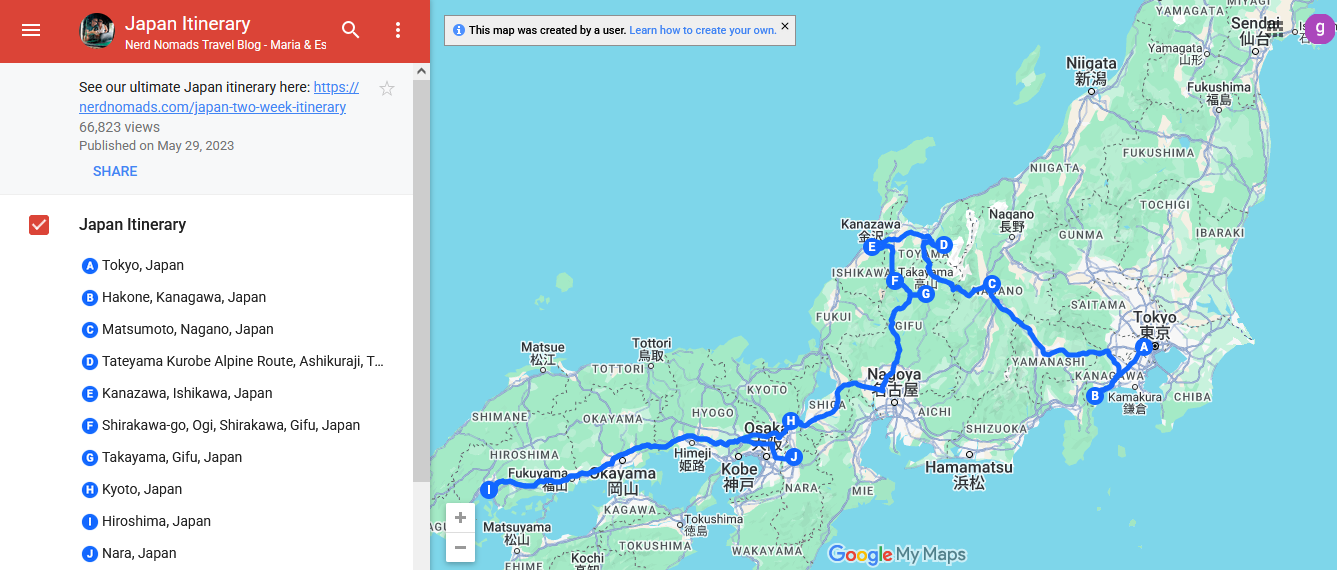 Japan Itinerary
Nerd Nomads Travel Blog - Maria & Es
See our ultimate Japan itinerary here: https://
nerdnomads.com/japan-two-week-itinerary
66,823 views
Published on May 29, 2023
SHARE
Japan Itinerary
A Tokyo, Japan
B Hakone, Kanagawa, Japan
C Matsumoto, Nagano, Japan
D Tateyama Kurobe Alpine Route, Ashikuraji, T...
E Kanazawa, Ishikawa, Japan
F Shirakawa-go, Ogi, Shirakawa, Gifu, Japan
G Takayama, Gifu, Japan
H Kyoto, Japan
I Hiroshima, Japan
J Nara, Japan
This map was created by a user. Learn how to create your own.
g
MIYAGI
YAMAGATA
Sendai
仙台
Yamagata
山形
Niigata
新潟
Fukushima
福島
FUKUSHIMA
NIIGATA
TOCHIGI
Nagano
長野
GUNMA
IBARAKI
Kanazawa
金沢
E
D
TOYAMA
ISHIKAWA
Takayama
高山
F
G
C
NAGANO
SAITAMA
FUKUI
GIFU
Tokyo
東京
A
Matsue
松江
Tottori
鳥取
TOTTORI
YAMANASHI
KANAGAWA
Nagoya
名古屋
KYOTO
B
Kamakura
鎌倉
CHIBA
SHIGA
AICHI
SHIMANE
OKAYAMA
HYOGO
H
Osaka
大阪
SHIZUOKA
HIROSHIMA
Himeji
姫路
J
Kobe
神戸
Hamamatsu
浜松
Fukuyama
福山
Okayama
岡山
I
NARA
MIE
KAGAWA
Matsuyama
松山
Tokushima
徳島
TOKUSHIMA
WAKAYAMA
EHIME
Kochi
高知
Google My Maps